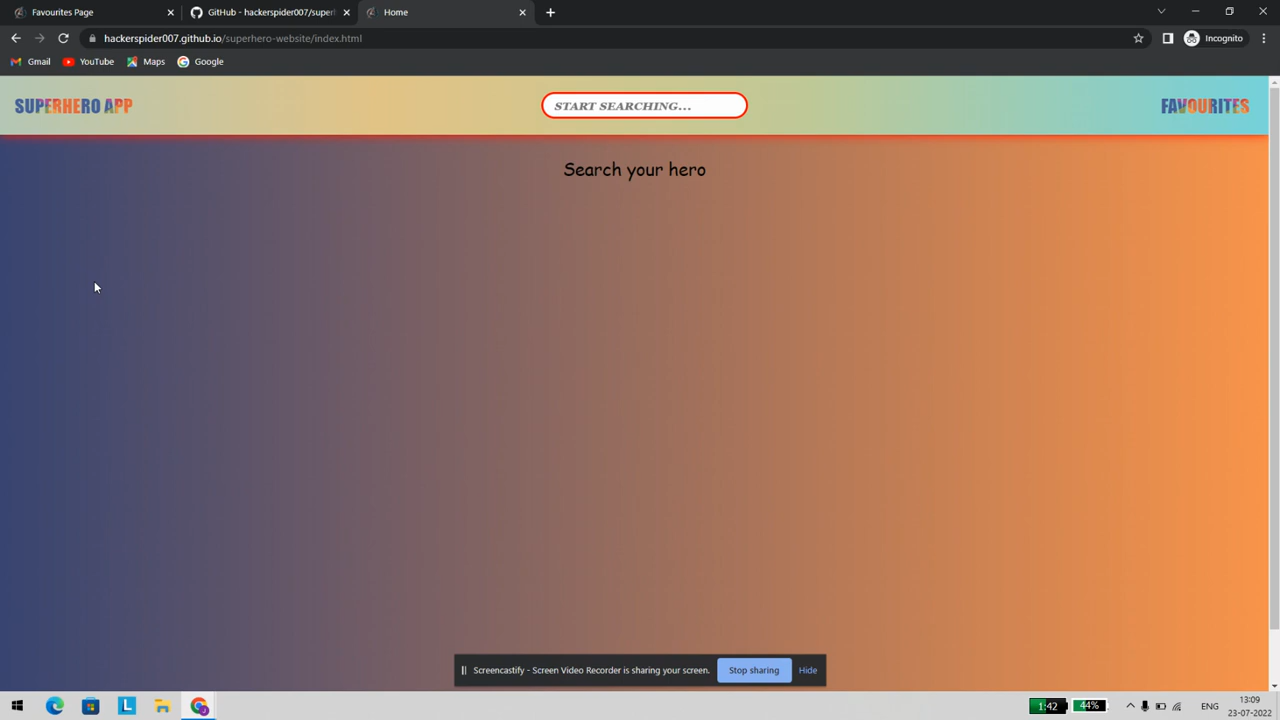 Favourites Page
GitHub - hackerspider007/superh
Home
hackerspider007.github.io/superhero-website/index.html
Incognito
Gmail
YouTube
Maps
Google
SUPERHERO APP
START SEARCHING...
FAVOURITES
Search your hero
Screencastify - Screen Video Recorder is sharing your screen.
Stop sharing
Hide
1:42
44%
ENG
13:09
23-07-2022